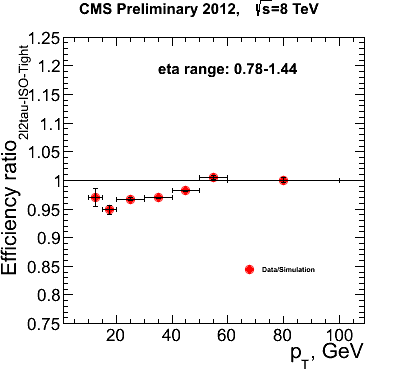 CMS Preliminary 2012, √s=8 TeV
eta range: 0.78-1.44
Efficiency ratio 2l2tau-ISO-Tight
1.25
1.2
1.15
1.1
1.05
1
0.95
0.9
0.85
0.8
0.75
Data/Simulation
20 40 60 80 100
pT, GeV